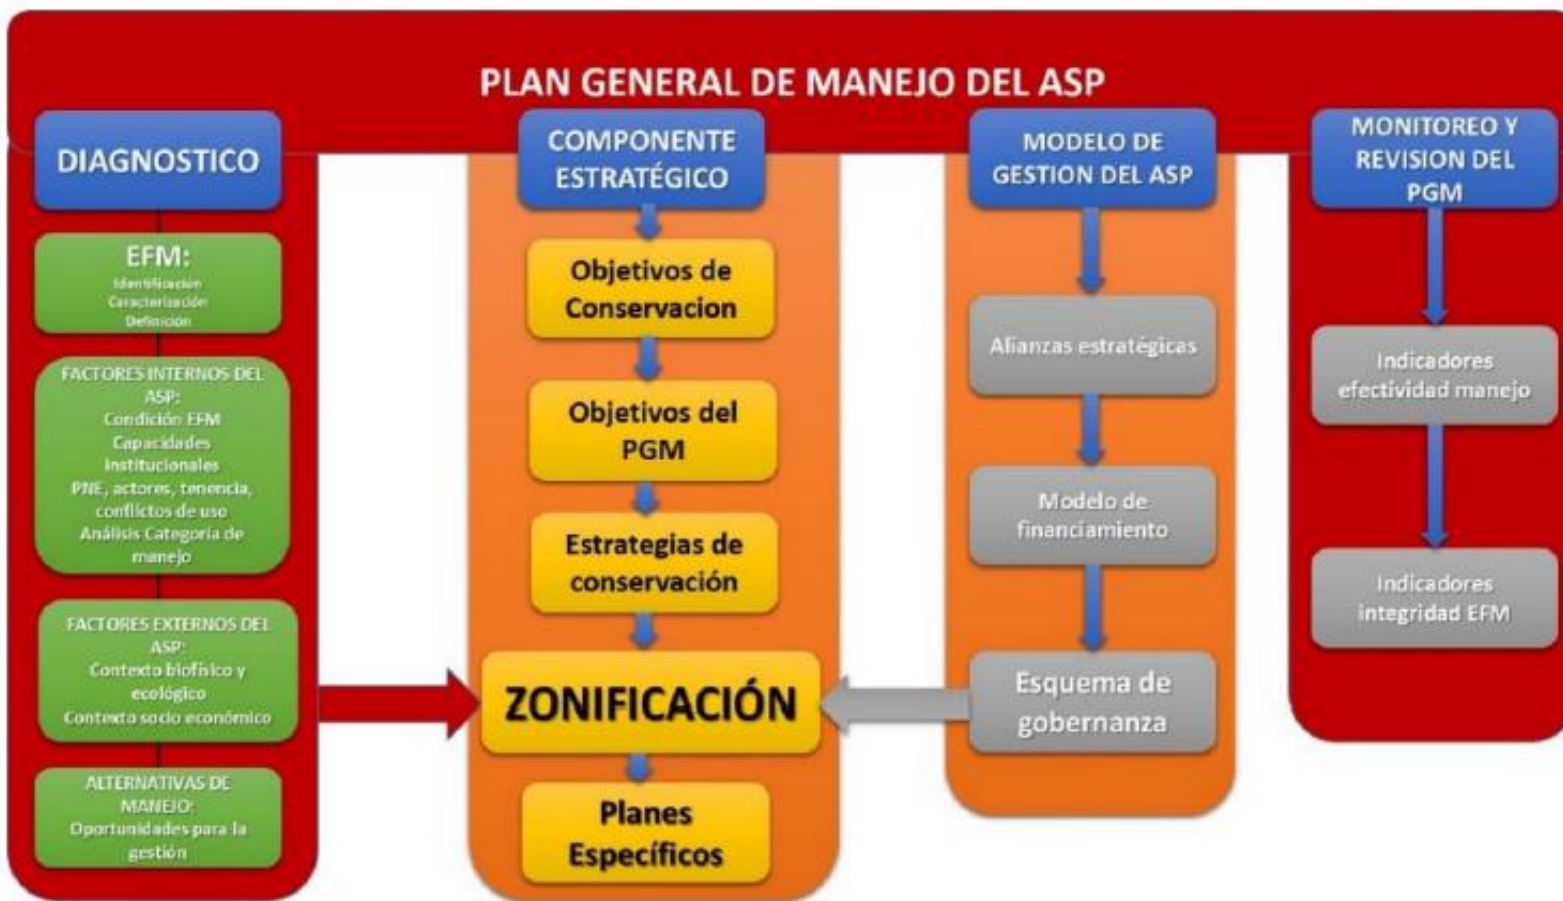 PLAN GENERAL DE MANEJO DEL ASP
DIAGNOSTICO
EFM:
Identificación
Caracterización
Definición
FACTORES INTERNOS DEL
ASP:
Condición EFM
Capacidades
institucionales
PNE, actores, tenencia,
conflictos de uso
Análisis Categoría de
manejo
FACTORES EXTERNOS DEL
ASP:
Contexto biofísico y
ecológico
Contexto socio económico
ALTERNATIVAS DE
MANEJO:
Oportunidades para la
gestión
COMPONENTE
ESTRATÉGICO
Objetivos de
Conservacion
Objetivos del
PGM
Estrategias de
conservación
ZONIFICACIÓN
Planes
Específicos
MODELO DE
GESTION DEL ASP
Alianzas estratégicas
Modelo de
financiamiento
Esquema de
gobernanza
MONITOREO Y
REVISION DEL
PGM
Indicadores
efectividad manejo
Indicadores
integridad EFM